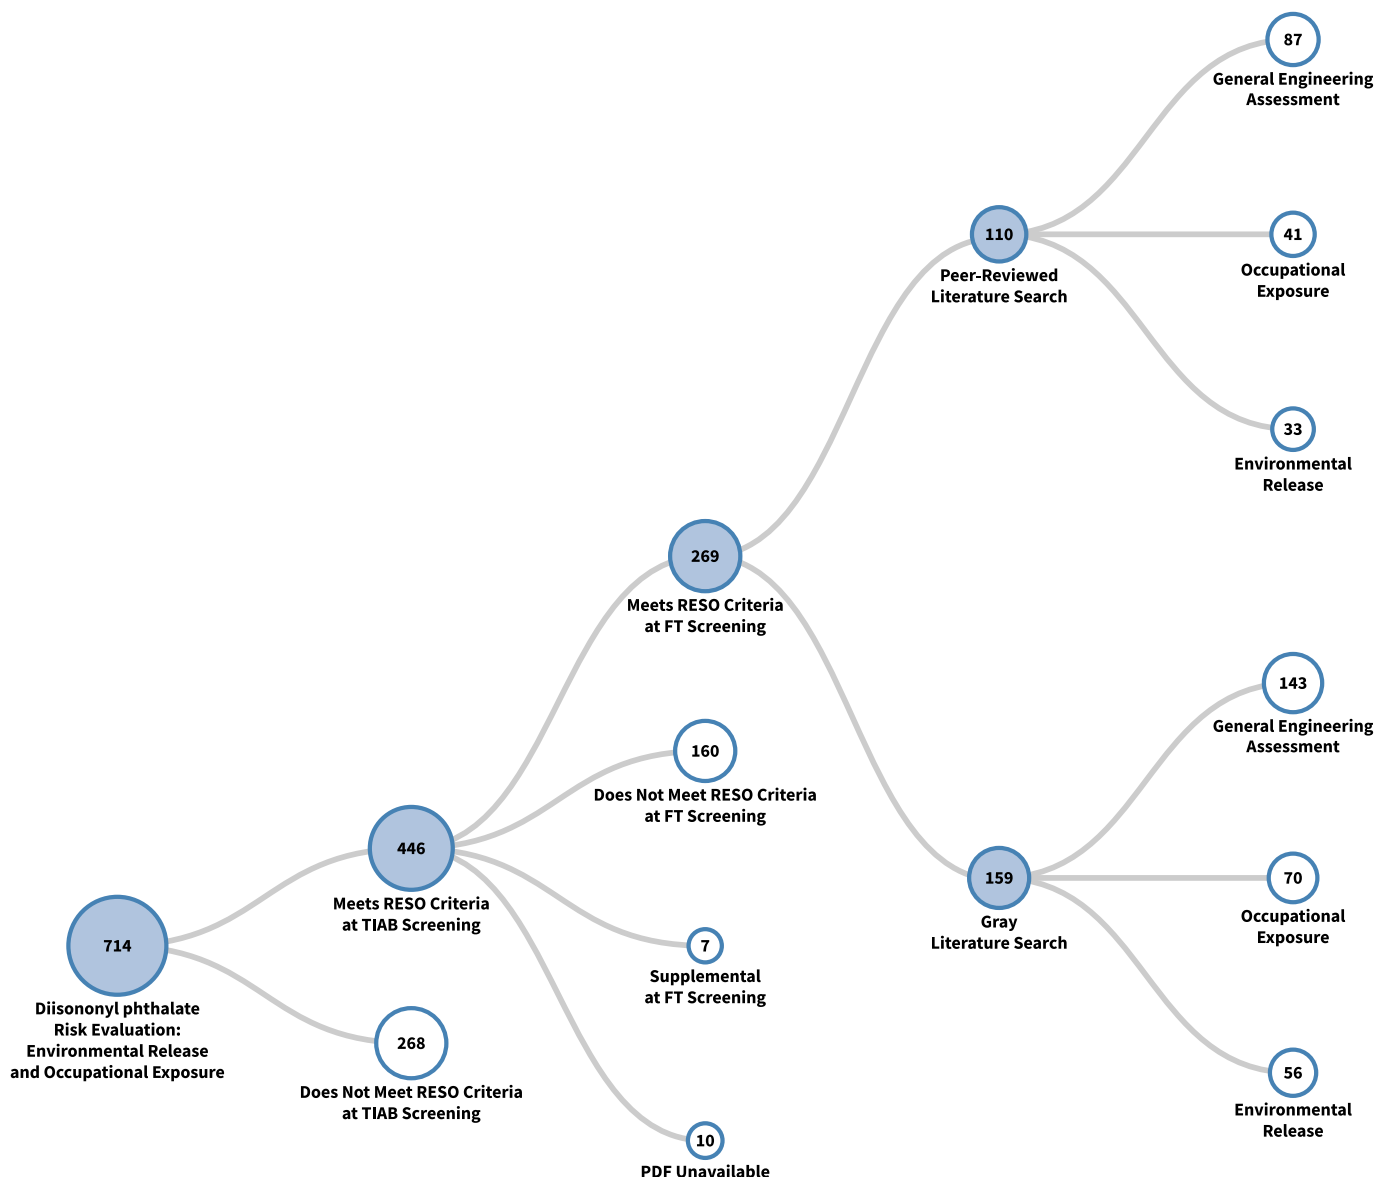 87
General Engineering
Assessment
110
Peer-Reviewed
Literature Search
41
Occupational
Exposure
33
Environmental
Release
269
Meets RESO Criteria
at FT Screening
143
General Engineering
Assessment
160
Does Not Meet RESO Criteria
at FT Screening
446
Meets RESO Criteria
at TIAB Screening
159
Gray
Literature Search
70
Occupational
Exposure
714
Diisononyl phthalate
Risk Evaluation:
Environmental Release
and Occupational Exposure
7
Supplemental
at FT Screening
268
Does Not Meet RESO Criteria
at TIAB Screening
56
Environmental
Release
10
PDF Unavailable